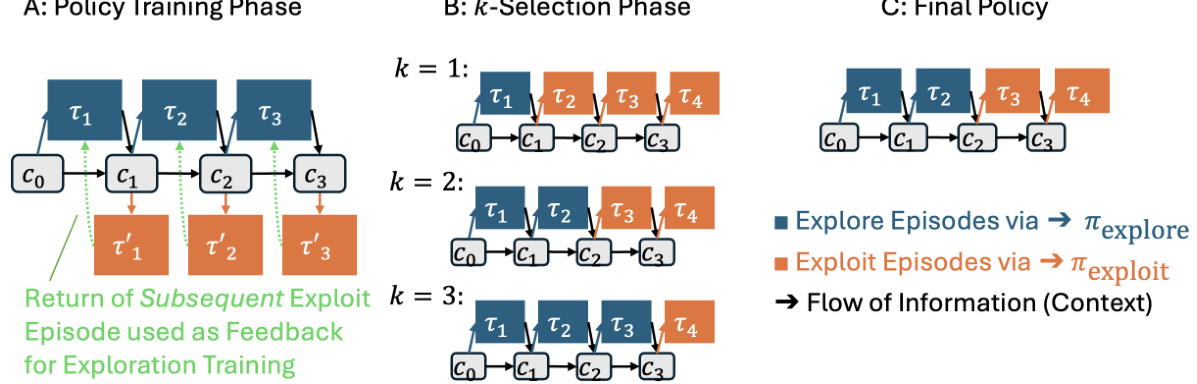 A: Policy Training Phase
τ₁ τ₂ τ₃
c₀ c₁ c₂ c₃
τ′₁ τ′₂ τ′₃
Return of Subsequent Exploit
Episode used as Feedback
for Exploration Training
B: k-Selection Phase
k = 1:
τ₁ τ₂ τ₃ τ₄
c₀ c₁ c₂ c₃
k = 2:
τ₁ τ₂ τ₃ τ₄
c₀ c₁ c₂ c₃
k = 3:
τ₁ τ₂ τ₃ τ₄
c₀ c₁ c₂ c₃
C: Final Policy
τ₁ τ₂ τ₃ τ₄
c₀ c₁ c₂ c₃
Explore Episodes via ➔ π_explore
Exploit Episodes via ➔ π_exploit
➔ Flow of Information (Context)